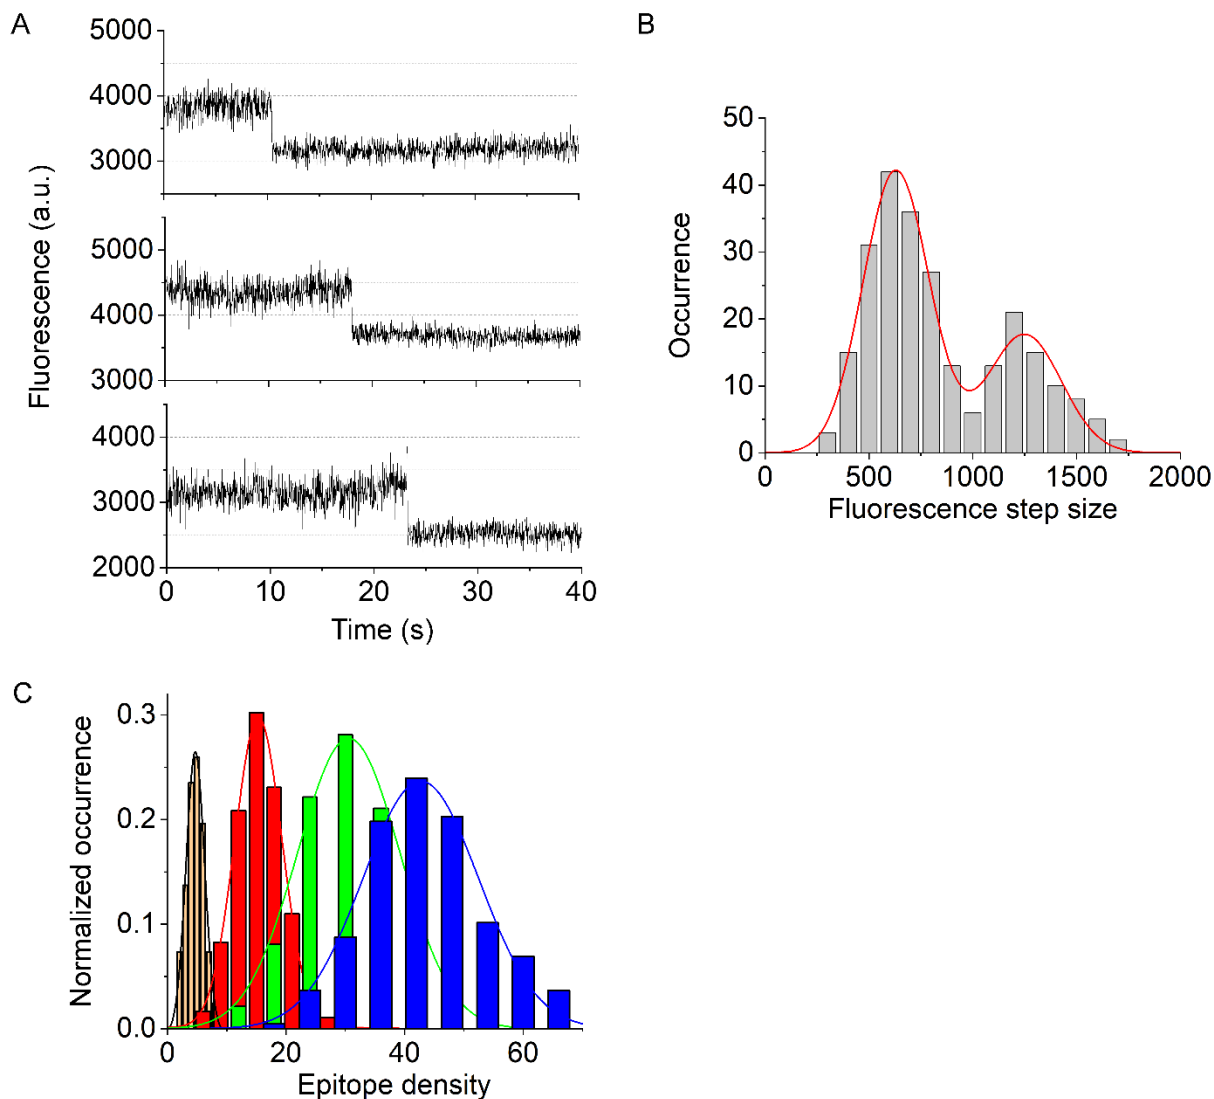 A
Fluorescence (a.u.)
5000
4000
3000
5000
4000
3000
4000
3000
2000
0 10 20 30 40
Time (s)
B
Occurrence
50
40
30
20
10
0
0 500 1000 1500 2000
Fluorescence step size
C
Normalized occurrence
0.3
0.2
0.1
0.0
0 20 40 60
Epitope density